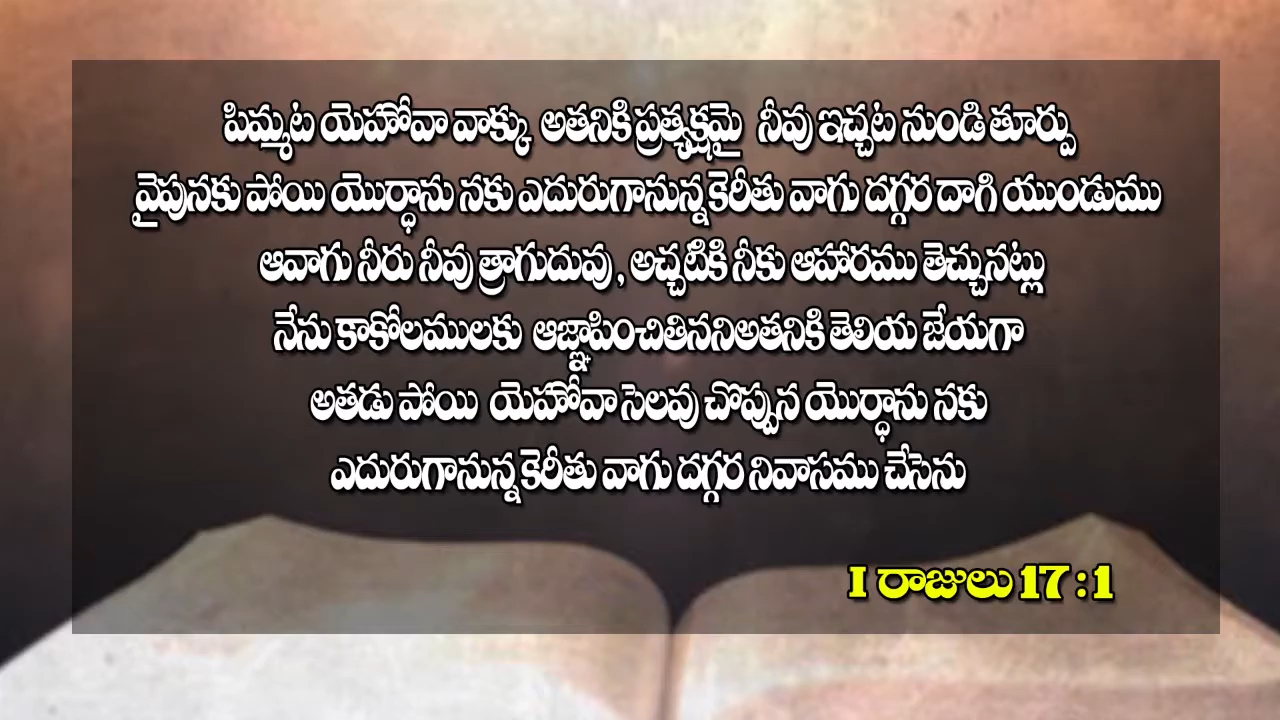 పిమ్మట యెహోవా వాక్కు అతనికి ప్రత్యక్షమై నీవు ఇచ్చట నుండి తూర్పు
వైపునకు పోయి యొర్ధాను నకు ఎదురుగానున్న కెరీతు వాగు దగ్గర దాగి యుండుము
ఆవాగు నీరు నీవు త్రాగుదువు, అచ్చటికి నీకు ఆహారము తెచ్చునట్లు
నేను కాకోలములకు ఆజ్ఞాపించితిననిఅతనికి తెలియ జేయగా
అతడు పోయి యెహోవా సెలవు చొప్పున యొర్ధాను నకు
ఎదురుగానున్న కెరీతు వాగు దగ్గర నివాసము చేసెను
I రాజులు 17 : 1